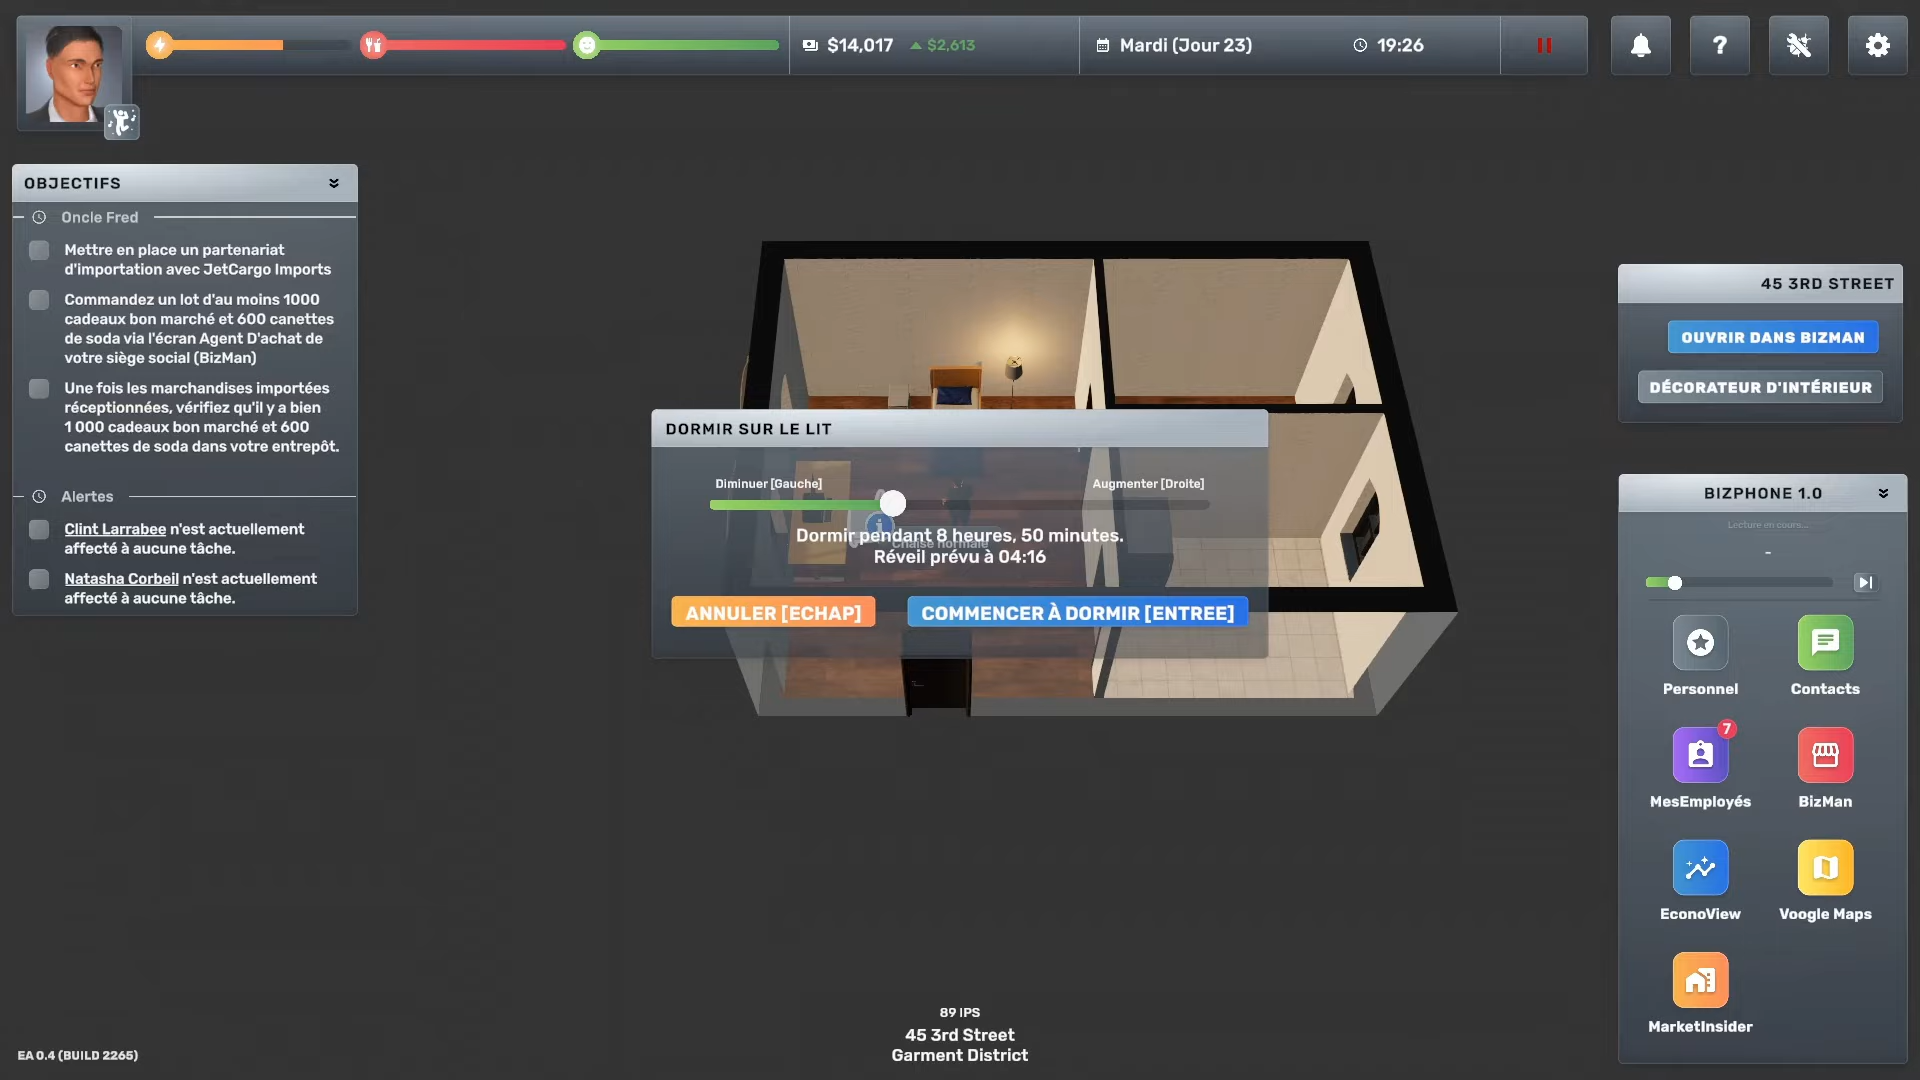 $14,017
$2,613
Mardi (Jour 23)
19:26
?
OBJECTIFS
Oncle Fred
Mettre en place un partenariat
d'importation avec JetCargo Imports
Commandez un lot d'au moins 1000
cadeaux bon marché et 600 canettes
de soda via l'écran Agent D'achat de
votre siège social (BizMan)
Une fois les marchandises importées
réceptionnées, vérifiez qu'il y a bien
1 000 cadeaux bon marché et 600
canettes de soda dans votre entrepôt.
Alertes
Clint Larrabee n'est actuellement
affecté à aucune tâche.
Natasha Corbeil n'est actuellement
affecté à aucune tâche.
DORMIR SUR LE LIT
Diminuer [Gauche]
Augmenter [Droite]
Dormir pendant 8 heures, 50 minutes.
Chaise normale
Réveil prévu à 04:16
ANNULER [ECHAP]
COMMENCER À DORMIR [ENTREE]
45 3RD STREET
OUVRIR DANS BIZMAN
DÉCORATEUR D'INTÉRIEUR
BIZPHONE 1.0
Lecture en cours...
-
Personnel
Contacts
7
MesEmployés
BizMan
EconoView
Voogle Maps
MarketInsider
89 IPS
45 3rd Street
Garment District
EA 0.4 (BUILD 2265)